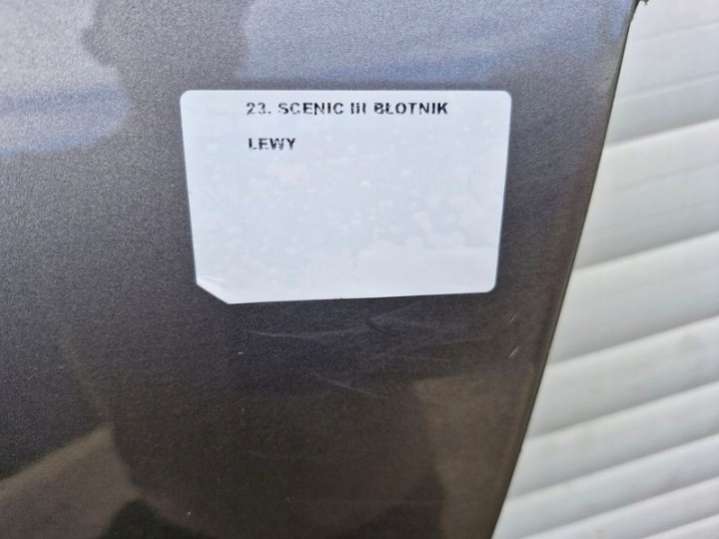 23. SCENIC III BŁOTNIK
LEWY